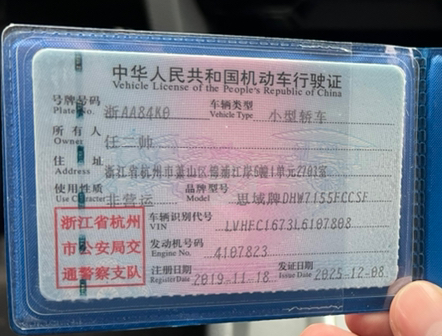 中华人民共和国机动车行驶证
Vehicle License of the People's Republic of China
号牌号码 浙AA84K0 车辆类型 小型轿车
Plate No. Vehicle Type
所有人 任二帅
Owner
住址 浙江省杭州市萧山区锦浦江岸6幢1单元2701室
Address
使用性质 非营运 品牌型号 思域牌DHW7155FCCSF
Use Character Model
浙江省杭州 车辆识别代号 LVHFC1673L6107808
VIN
市公安局交 发动机号码 4107823
Engine No.
通警察支队 注册日期 2019-11-18 发证日期 2025-12-08
Register Date Issue Date